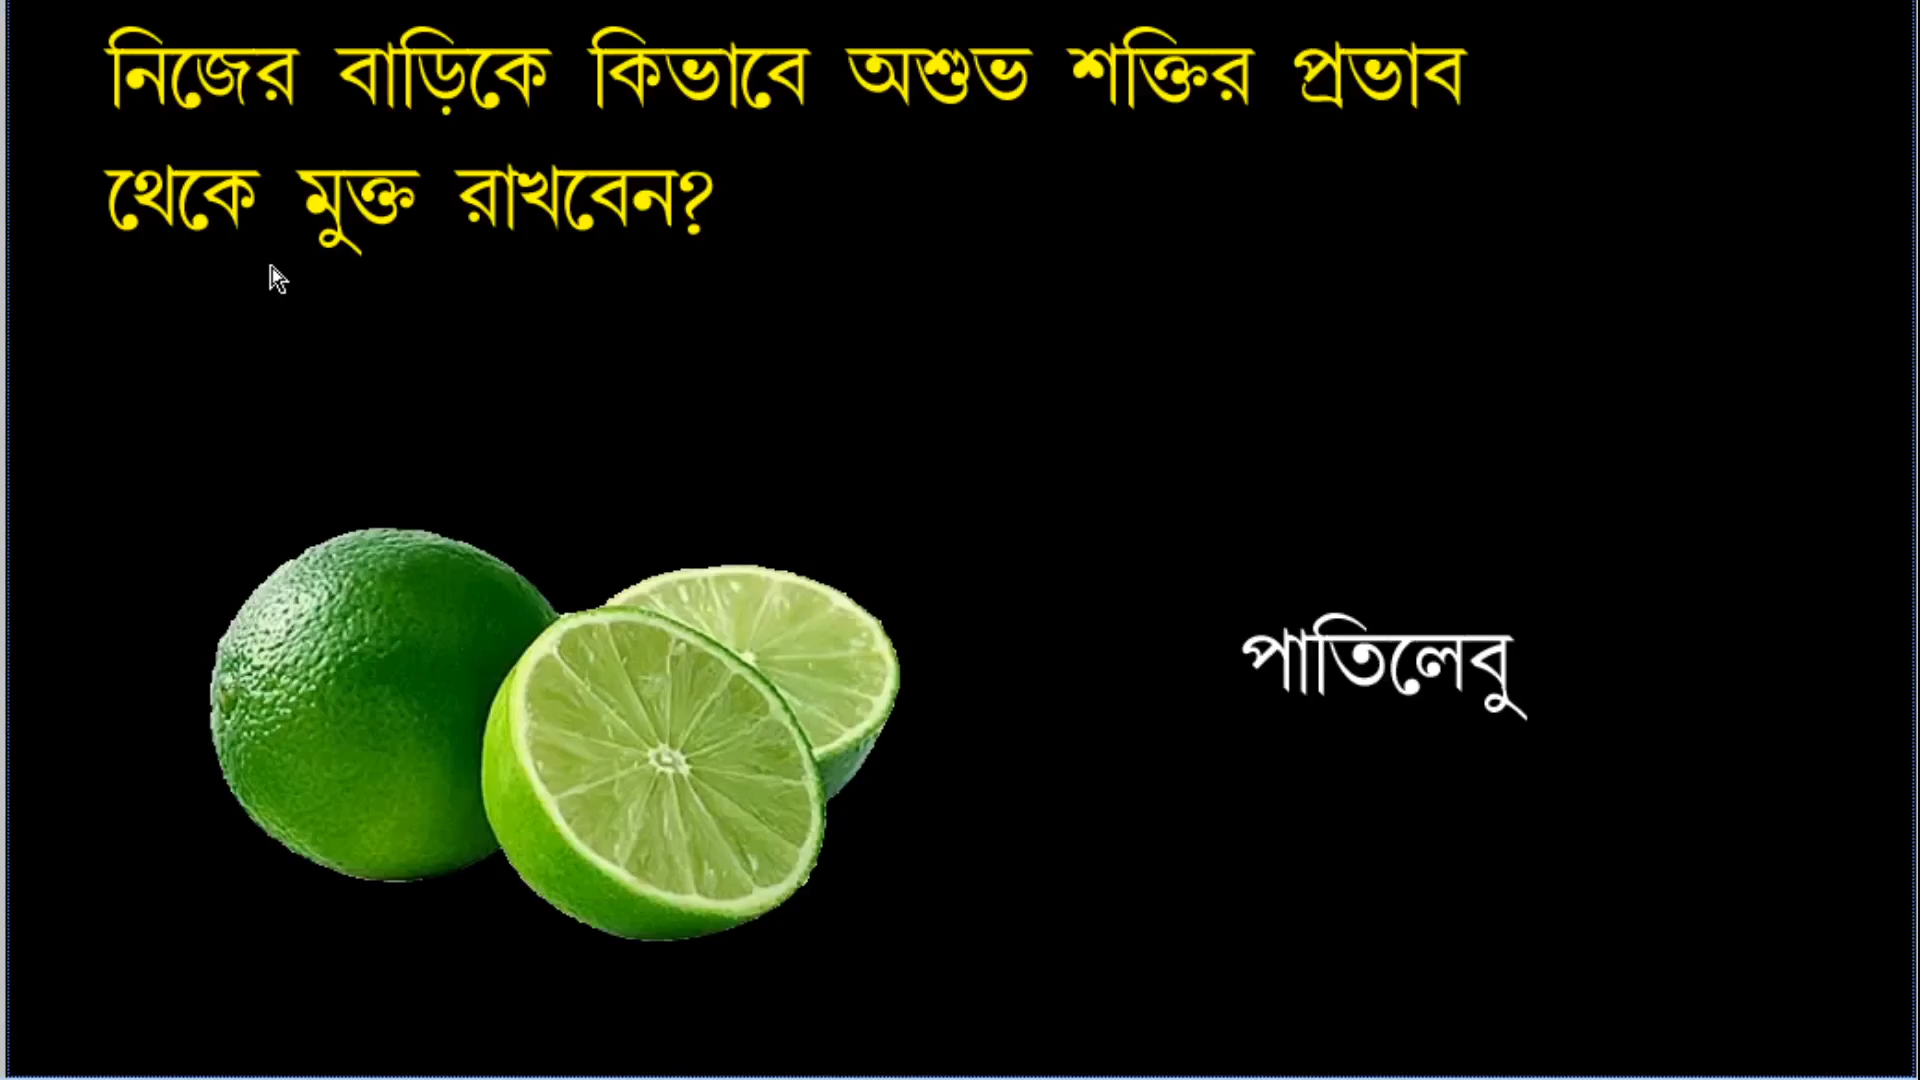 নিজের বাড়িকে কিভাবে অশুভ শক্তির প্রভাব
থেকে মুক্ত রাখবেন?
পাতিলেবু